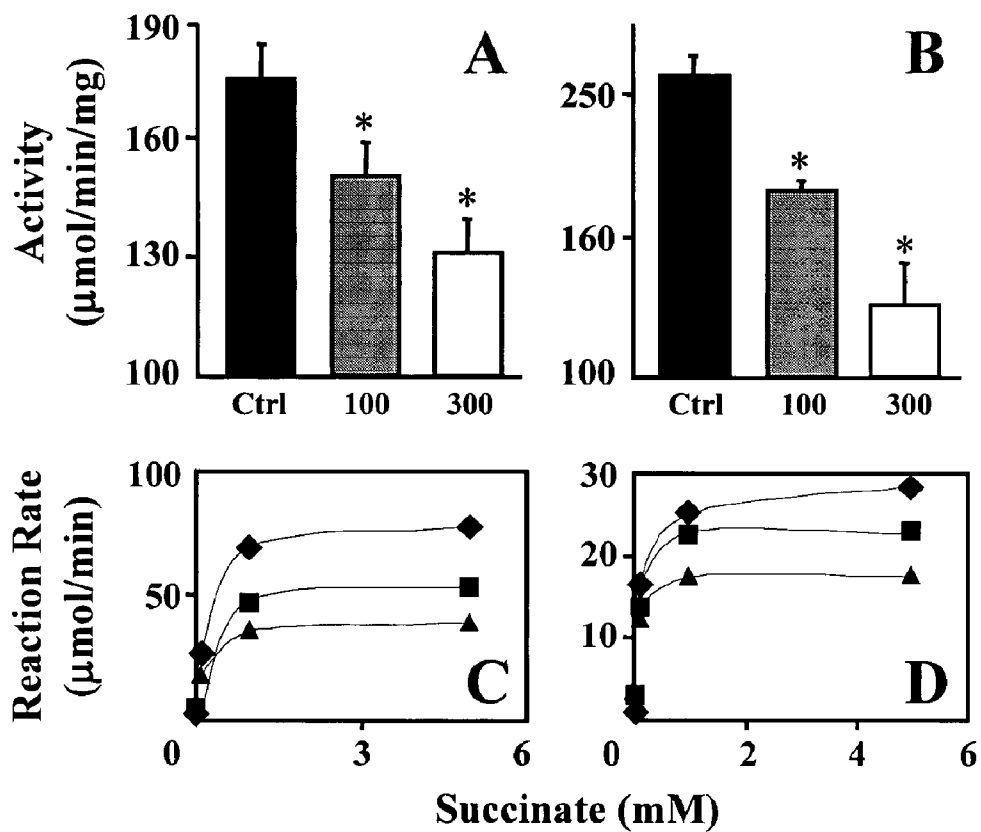 Activity
(µmol/min/mg)
190
160
130
100
A
*
*
Ctrl 100 300
250
160
100
B
*
*
Ctrl 100 300
Reaction Rate
(µmol/min)
100
50
C
0 3 6
30
20
10
D
0 2 4 6
Succinate (mM)